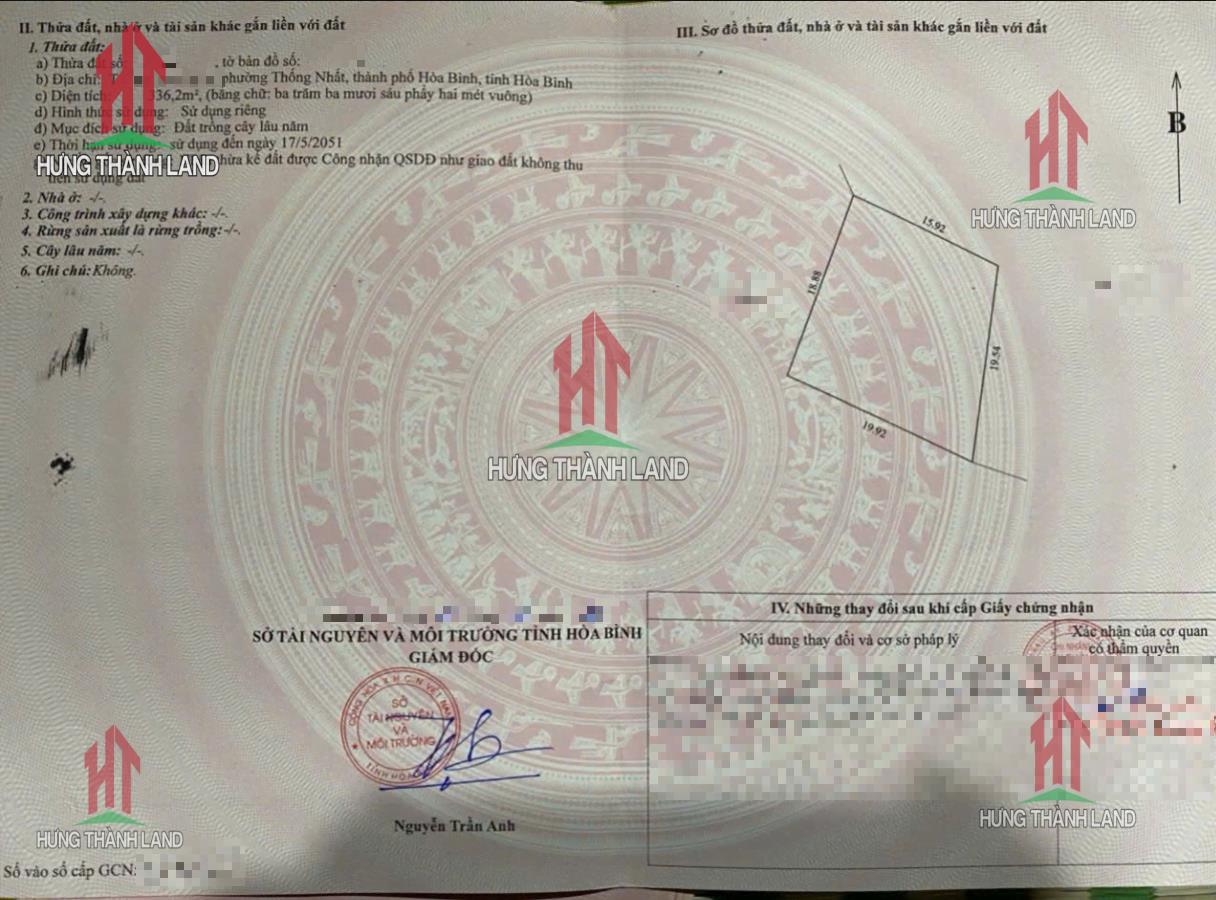 II. Thửa đất, nhà ở và tài sản khác gắn liền với đất
1. Thửa đất:
a) Thửa đất số: , tờ bản đồ số:
b) Địa chỉ: phường Thống Nhất, thành phố Hòa Bình, tỉnh Hòa Bình
c) Diện tích: 336,2m², (bằng chữ: ba trăm ba mươi sáu phẩy hai mét vuông)
d) Hình thức sử dụng: Sử dụng riêng
đ) Mục đích sử dụng: Đất trồng cây lâu năm
e) Thời hạn sử dụng: sử dụng đến ngày 17/5/2051
thừa kế đất được Công nhận QSDĐ như giao đất không thu
tiền sử dụng đất
2. Nhà ở: -/-.
3. Công trình xây dựng khác: -/-.
4. Rừng sản xuất là rừng trồng: -/-.
5. Cây lâu năm: -/-.
6. Ghi chú: Không.
HƯNG THÀNH LAND
III. Sơ đồ thửa đất, nhà ở và tài sản khác gắn liền với đất
B
HƯNG THÀNH LAND
15.92
18.88
19.54
19.92
HƯNG THÀNH LAND
SỞ TÀI NGUYÊN VÀ MÔI TRƯỜNG TỈNH HÒA BÌNH
GIÁM ĐỐC
CỘNG HÒA X.H.C.N VIỆT NAM
SỞ
TÀI NGUYÊN
VÀ
MÔI TRƯỜNG
TỈNH HÒA
Nguyễn Trần Anh
HƯNG THÀNH LAND
Số vào sổ cấp GCN:
IV. Những thay đổi sau khi cấp Giấy chứng nhận
Nội dung thay đổi và cơ sở pháp lý
Xác nhận của cơ quan
có thẩm quyền
HƯNG THÀNH LAND